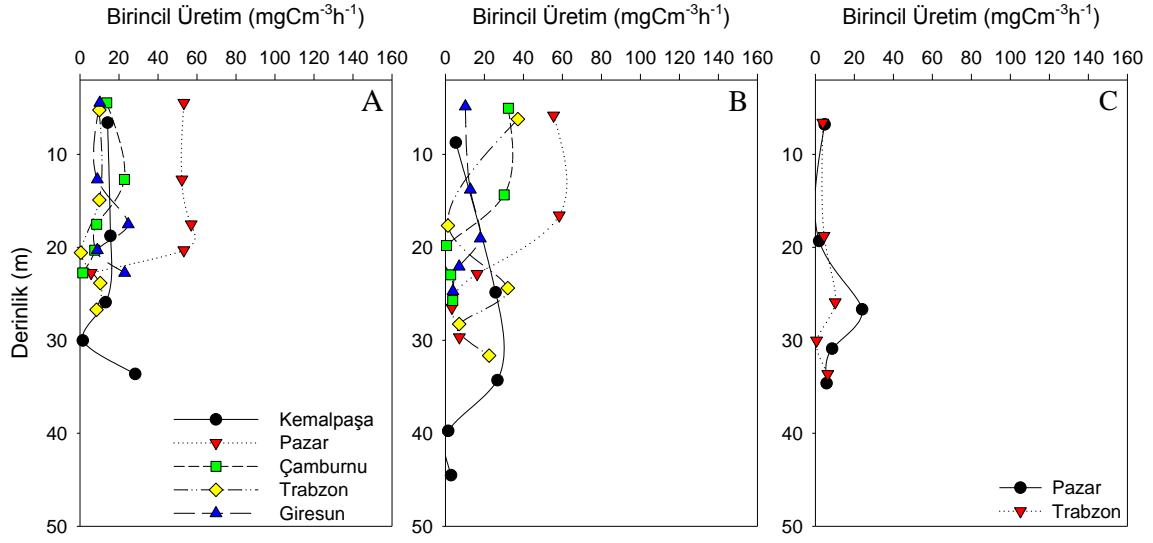 Birincil Üretim (mgCm-3h-1) Birincil Üretim (mgCm-3h-1) Birincil Üretim (mgCm-3h-1)
0 20 40 60 80 100 120 140 160 0 20 40 60 80 100 120 140 160 0 20 40 60 80 100 120 140 160
A B C
10 10 10
20 20 20
30 30 30
40 40 40
50 50 50
Derinlik (m)
Kemalpaşa
Pazar
Çamburnu
Trabzon
Giresun
Pazar
Trabzon